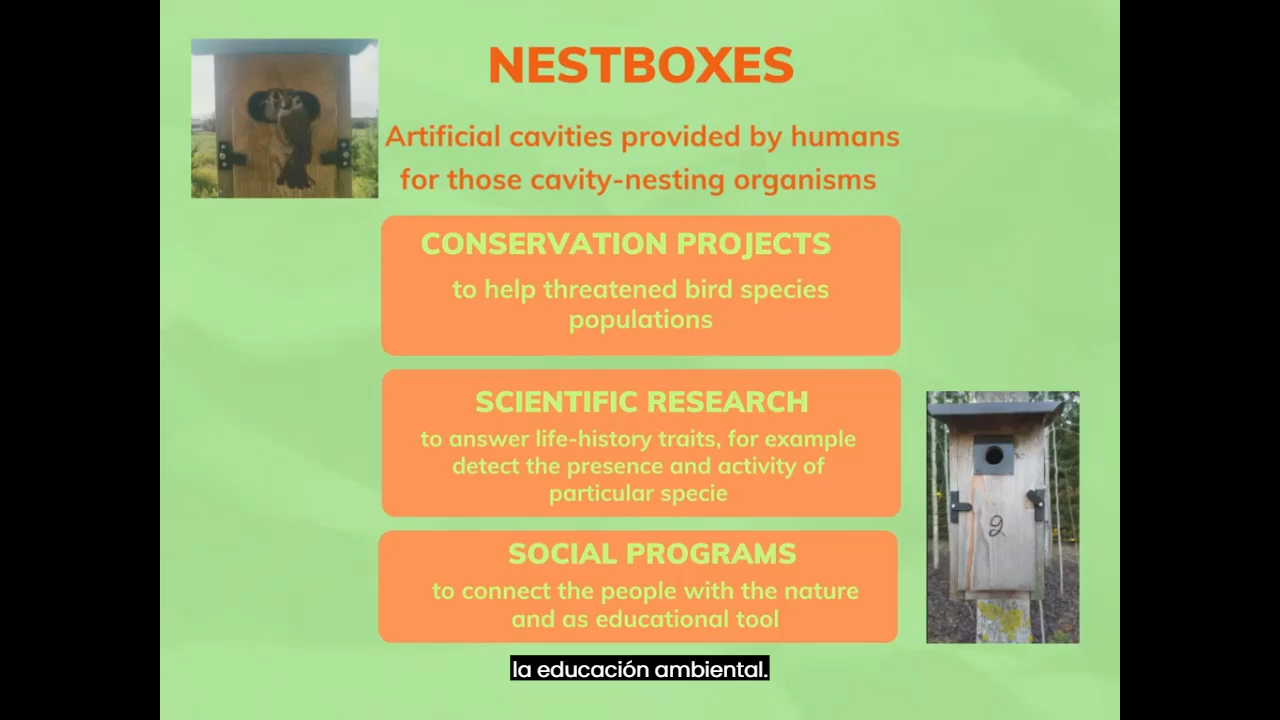 NESTBOXES
Artificial cavities provided by humans
for those cavity-nesting organisms
CONSERVATION PROJECTS
to help threatened bird species
populations
SCIENTIFIC RESEARCH
to answer life-history traits, for example
detect the presence and activity of
particular specie
SOCIAL PROGRAMS
to connect the people with the nature
and as educational tool
9
la educación ambiental.